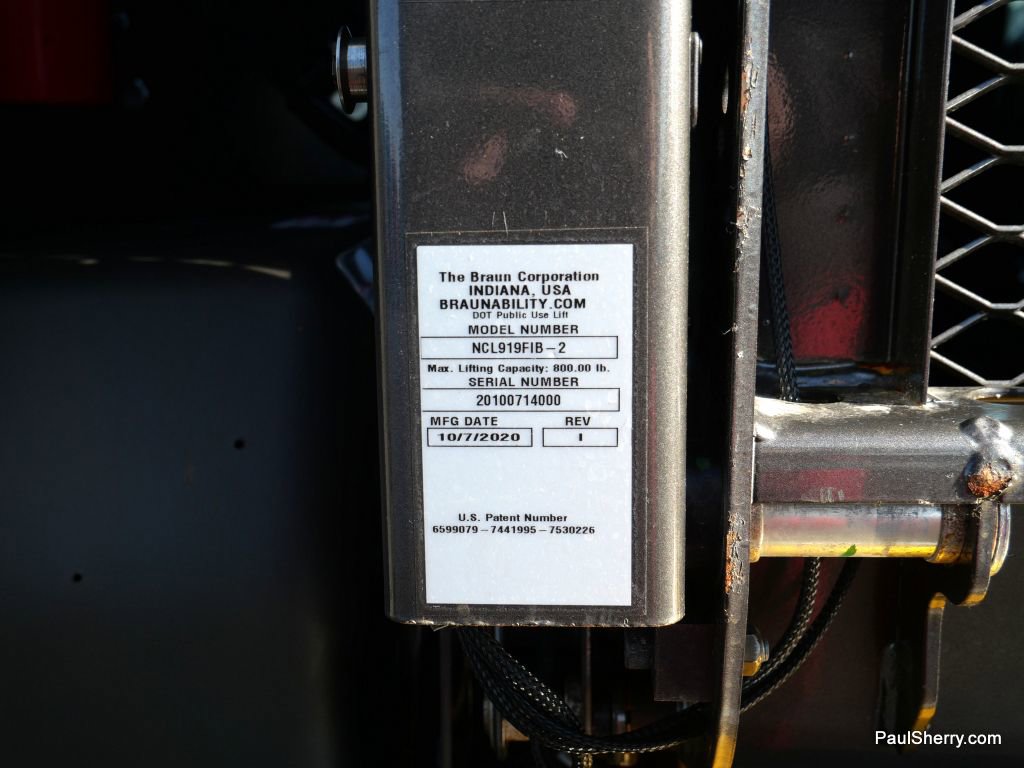 The Braun Corporation
INDIANA, USA
BRAUNABILITY.COM
DOT Public Use Lift
MODEL NUMBER
NCL919FIB-2
Max. Lifting Capacity: 800.00 lb.
SERIAL NUMBER
20100714000
MFG DATE REV
10/7/2020 I
U.S. Patent Number
6599079-7441995-7530226
PaulSherry.com